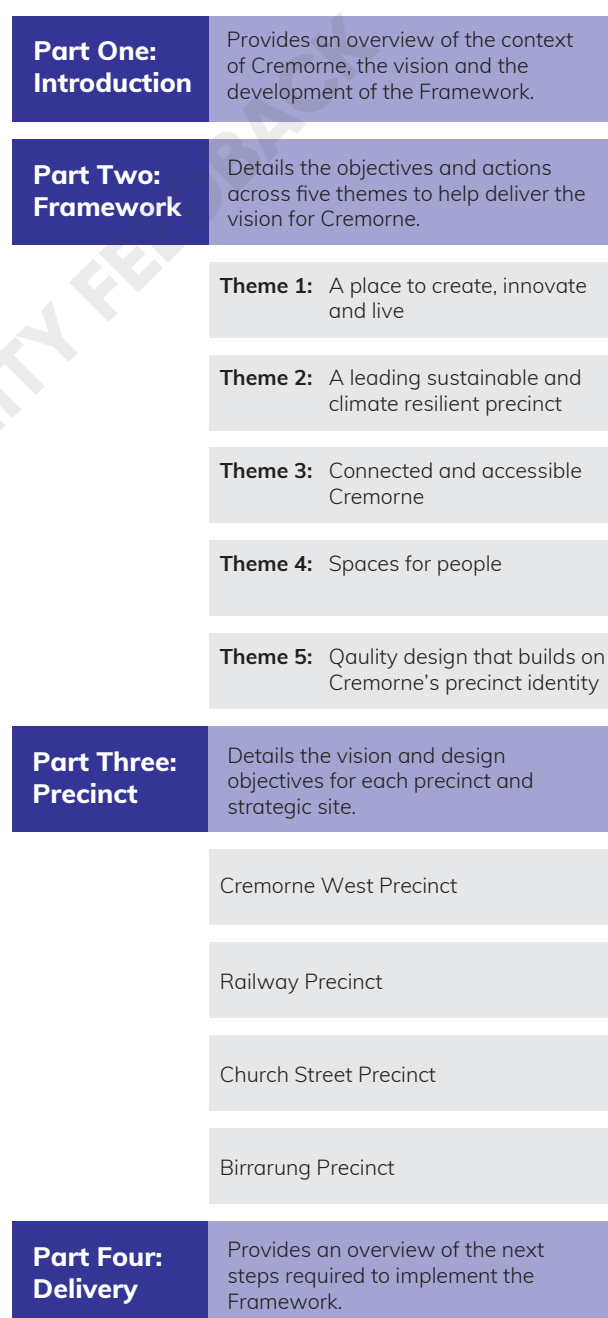 Part One:
Introduction
Provides an overview of the context
of Cremorne, the vision and the
development of the Framework.
Part Two:
Framework
Details the objectives and actions
across five themes to help deliver the
vision for Cremorne.
Theme 1: A place to create, innovate
and live
Theme 2: A leading sustainable and
climate resilient precinct
Theme 3: Connected and accessible
Cremorne
Theme 4: Spaces for people
Theme 5: Qaulity design that builds on
Cremorne's precinct identity
Part Three:
Precinct
Details the vision and design
objectives for each precinct and
strategic site.
Cremorne West Precinct
Railway Precinct
Church Street Precinct
Birrarung Precinct
Part Four:
Delivery
Provides an overview of the next
steps required to implement the
Framework.
FEEDBACK